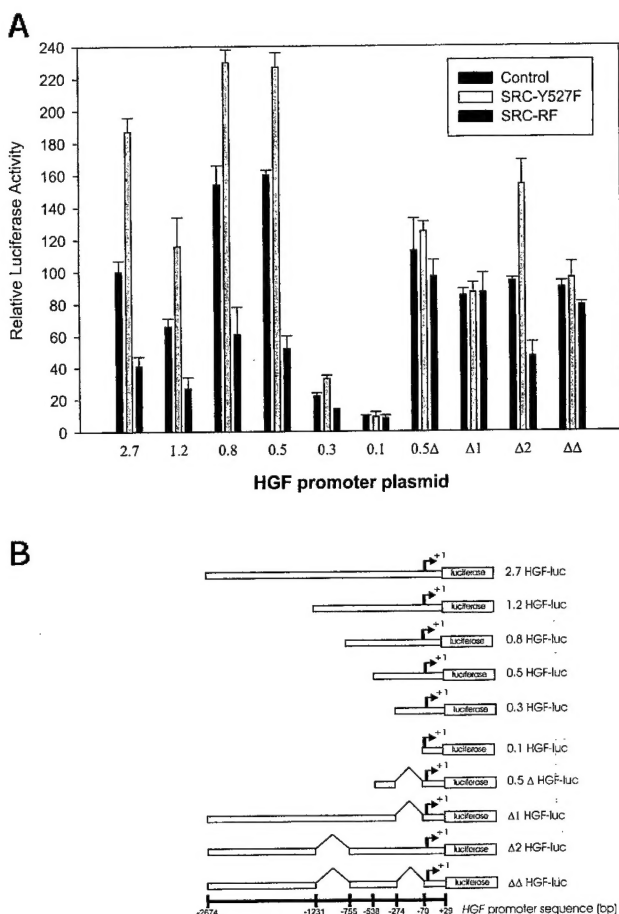 A
240
220
200
180
160
140
120
100
80
60
40
20
0
Relative Luciferase Activity
Control
SRC-Y527F
SRC-RF
2.7 1.2 0.8 0.5 0.3 0.1 0.5Δ Δ1 Δ2 ΔΔ
HGF promoter plasmid
B
+1
luciferase 2.7 HGF-luc
+1
luciferase 1.2 HGF-luc
+1
luciferase 0.8 HGF-luc
+1
luciferase 0.5 HGF-luc
+1
luciferase 0.3 HGF-luc
+1
luciferase 0.1 HGF-luc
+1
luciferase 0.5 Δ HGF-luc
+1
luciferase Δ1 HGF-luc
+1
luciferase Δ2 HGF-luc
+1
luciferase ΔΔ HGF-luc
-2674 -1231 -755 -538 -274 -70 +29 HGF promoter sequence [bp]